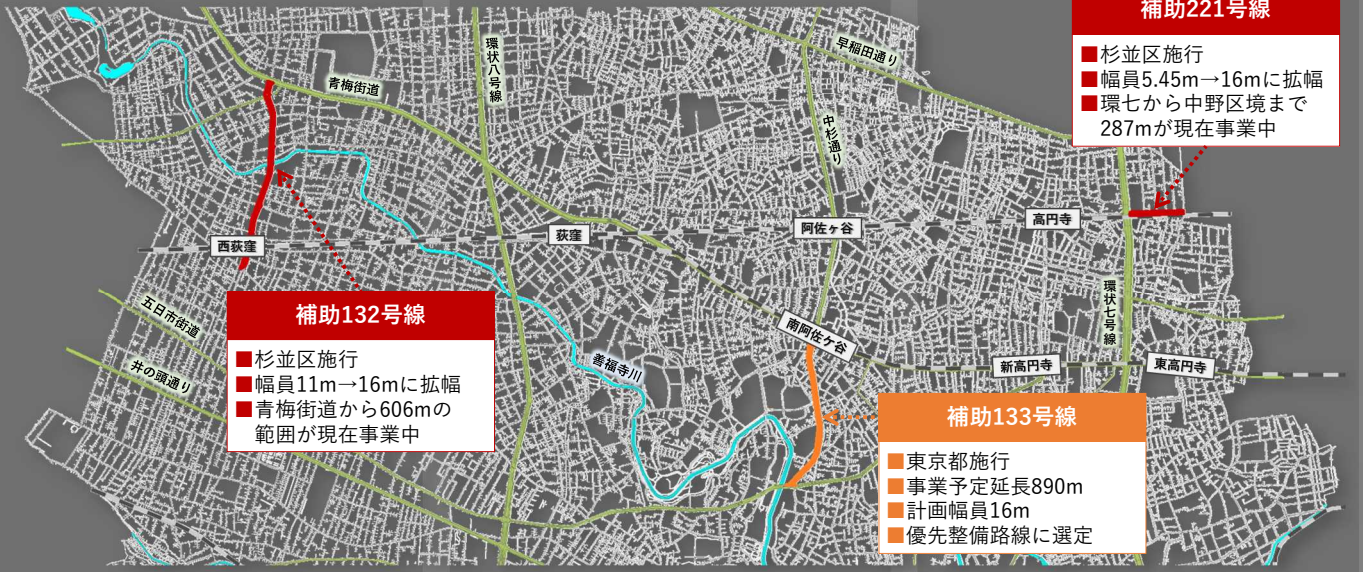 補助221号線
■杉並区施行
■幅員5.45m→16mに拡幅
■環七から中野区境まで
287mが現在事業中
早稲田通り
環状八号線
青梅街道
中杉通り
高円寺
阿佐ヶ谷
荻窪
西荻窪
補助132号線
■杉並区施行
■幅員11m→16mに拡幅
■青梅街道から606mの
範囲が現在事業中
五日市街道
井の頭通り
善福寺川
南阿佐ケ谷
環状七号線
新高円寺
東高円寺
補助133号線
■東京都施行
■事業予定延長890m
■計画幅員16m
■優先整備路線に選定